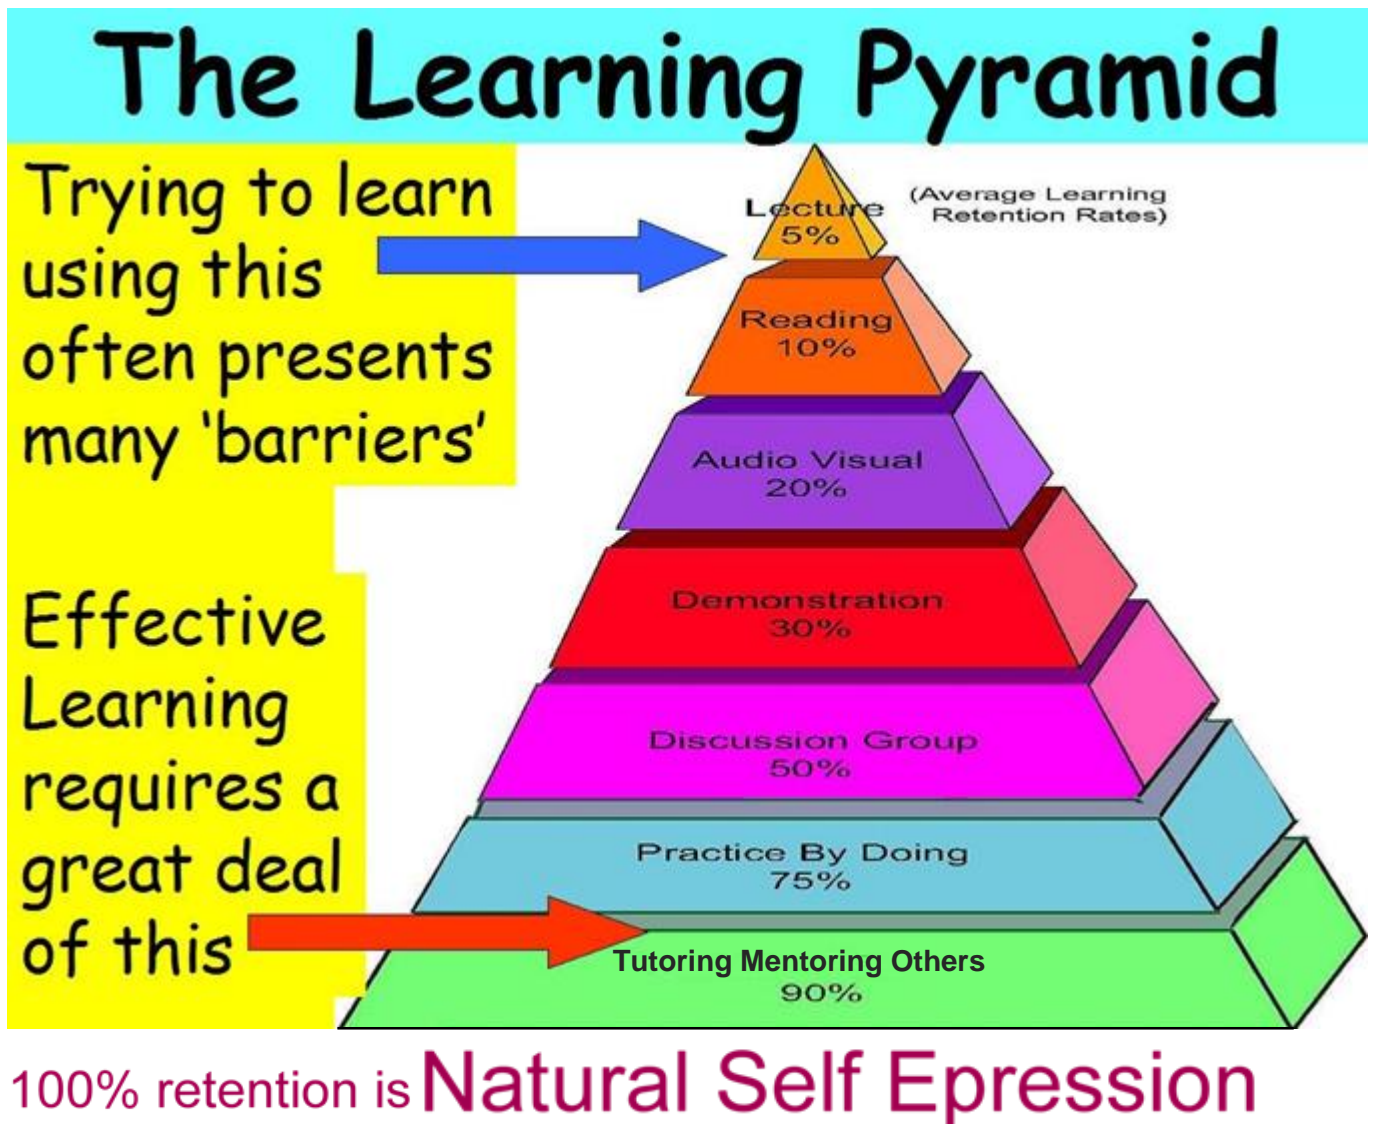 The Learning Pyramid
Trying to learn
using this
often presents
many ‘barriers’
Lecture
5%
(Average Learning
Retention Rates)
Reading
10%
Audio Visual
20%
Demonstration
30%
Discussion Group
50%
Practice By Doing
75%
Effective
Learning
requires a
great deal
of this
Tutoring Mentoring Others
90%
100% retention is Natural Self Epression